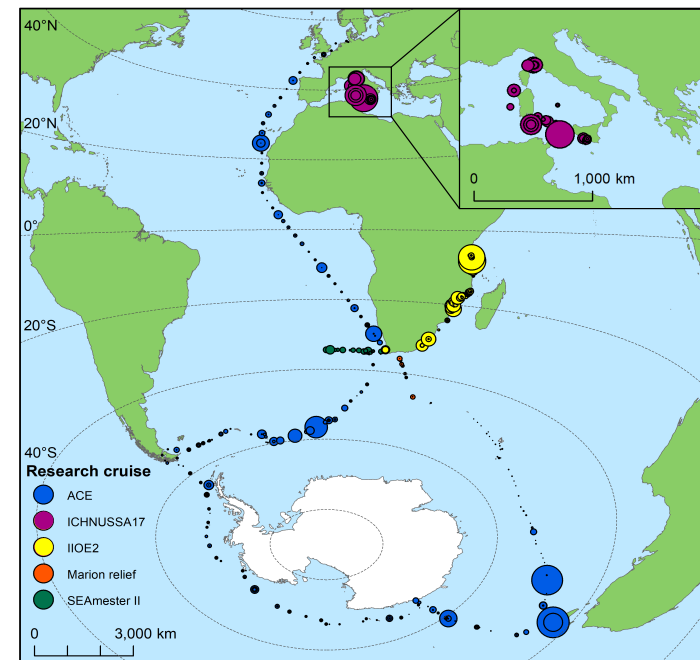 40°N
20°N
0°
20°S
40°S
0 1,000 km
Research cruise
ACE
ICHNUSSA17
IIOE2
Marion relief
SEAmester II
0 3,000 km